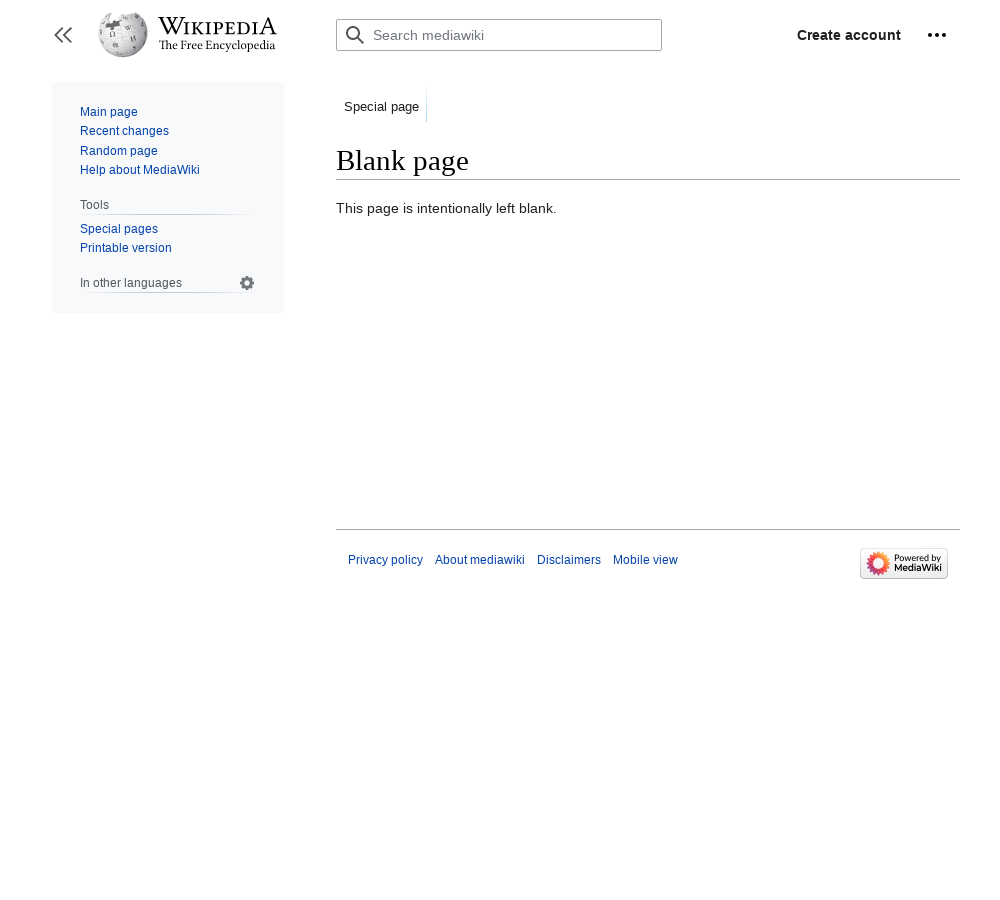 WIKIPEDIA
The Free Encyclopedia
Search mediawiki
Create account
Main page
Recent changes
Random page
Help about MediaWiki
Tools
Special pages
Printable version
In other languages
Special page
Blank page
This page is intentionally left blank.
Privacy policy About mediawiki Disclaimers Mobile view
Powered by
MediaWiki